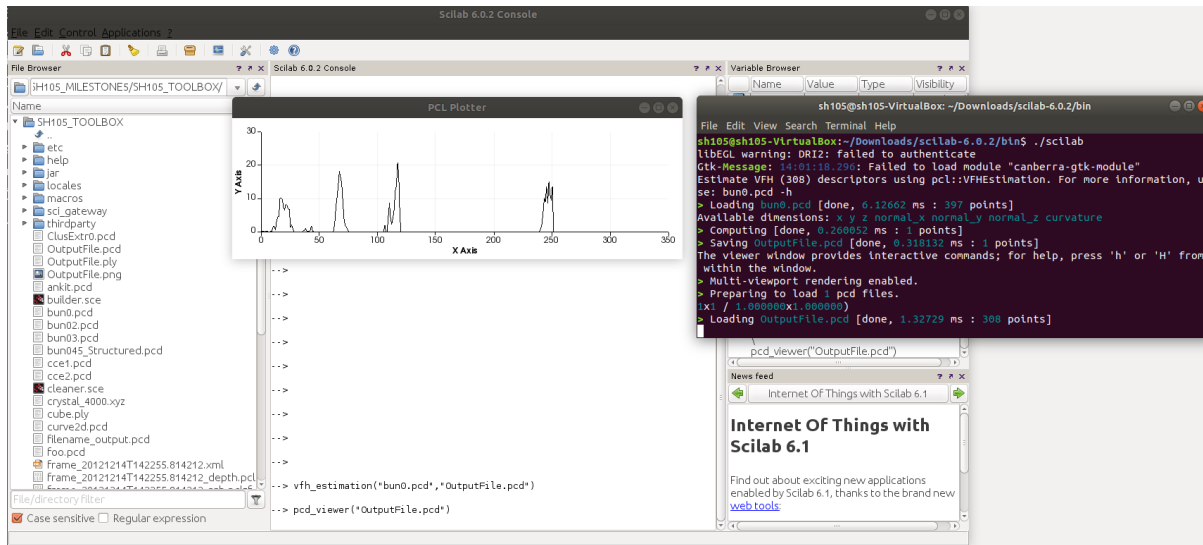 Scilab 6.0.2 Console
File Edit Control Applications ?
File Browser
Scilab 6.0.2 Console
Variable Browser
SH105_MILESTONES/SH105_TOOLBOX/
Name
SH105_TOOLBOX
..
etc
help
jar
locales
macros
sci_gateway
thirdparty
ClusExtr0.pcd
OutputFile.pcd
OutputFile.ply
OutputFile.png
ankit.pcd
builder.sce
bun0.pcd
bun02.pcd
bun03.pcd
bun045_Structured.pcd
cce1.pcd
cce2.pcd
cleaner.sce
crystal_4000.xyz
cube.ply
curve2d.pcd
filename_output.pcd
foo.pcd
frame_20121214T142255.814212.xml
frame_20121214T142255.814212_depth.pcl
File/directory filter
Case sensitive
Regular expression
PCL Plotter
30
20
10
0
Y Axis
0 50 100 150 200 250 300 350
X Axis
-->
-->
-->
-->
-->
-->
-->
-->
-->
--> vfh_estimation("bun0.pcd","OutputFile.pcd")
--> pcd_viewer("OutputFile.pcd")
Name Value Type Visibility
sh105@sh105-VirtualBox: ~/Downloads/scilab-6.0.2/bin
File Edit View Search Terminal Help
sh105@sh105-VirtualBox:~/Downloads/scilab-6.0.2/bin$ ./scilab
libEGL warning: DRI2: failed to authenticate
Gtk-Message: 14:01:18.296: Failed to load module "canberra-gtk-module"
Estimate VFH (308) descriptors using pcl::VFHEstimation. For more information, u
se: bun0.pcd -h
> Loading bun0.pcd [done, 6.12662 ms : 397 points]
Available dimensions: x y z normal_x normal_y normal_z curvature
> Computing [done, 0.260052 ms : 1 points]
> Saving OutputFile.pcd [done, 0.318132 ms : 1 points]
The viewer window provides interactive commands; for help, press 'h' or 'H' from
within the window.
> Multi-viewport rendering enabled.
> Preparing to load 1 pcd files.
1x1 / 1.000000x1.000000)
> Loading OutputFile.pcd [done, 1.32729 ms : 308 points]
pcd_viewer("OutputFile.pcd")
News feed
Internet Of Things with Scilab 6.1
Internet Of Things with
Scilab 6.1
Find out about exciting new applications
enabled by Scilab 6.1, thanks to the brand new
web tools: